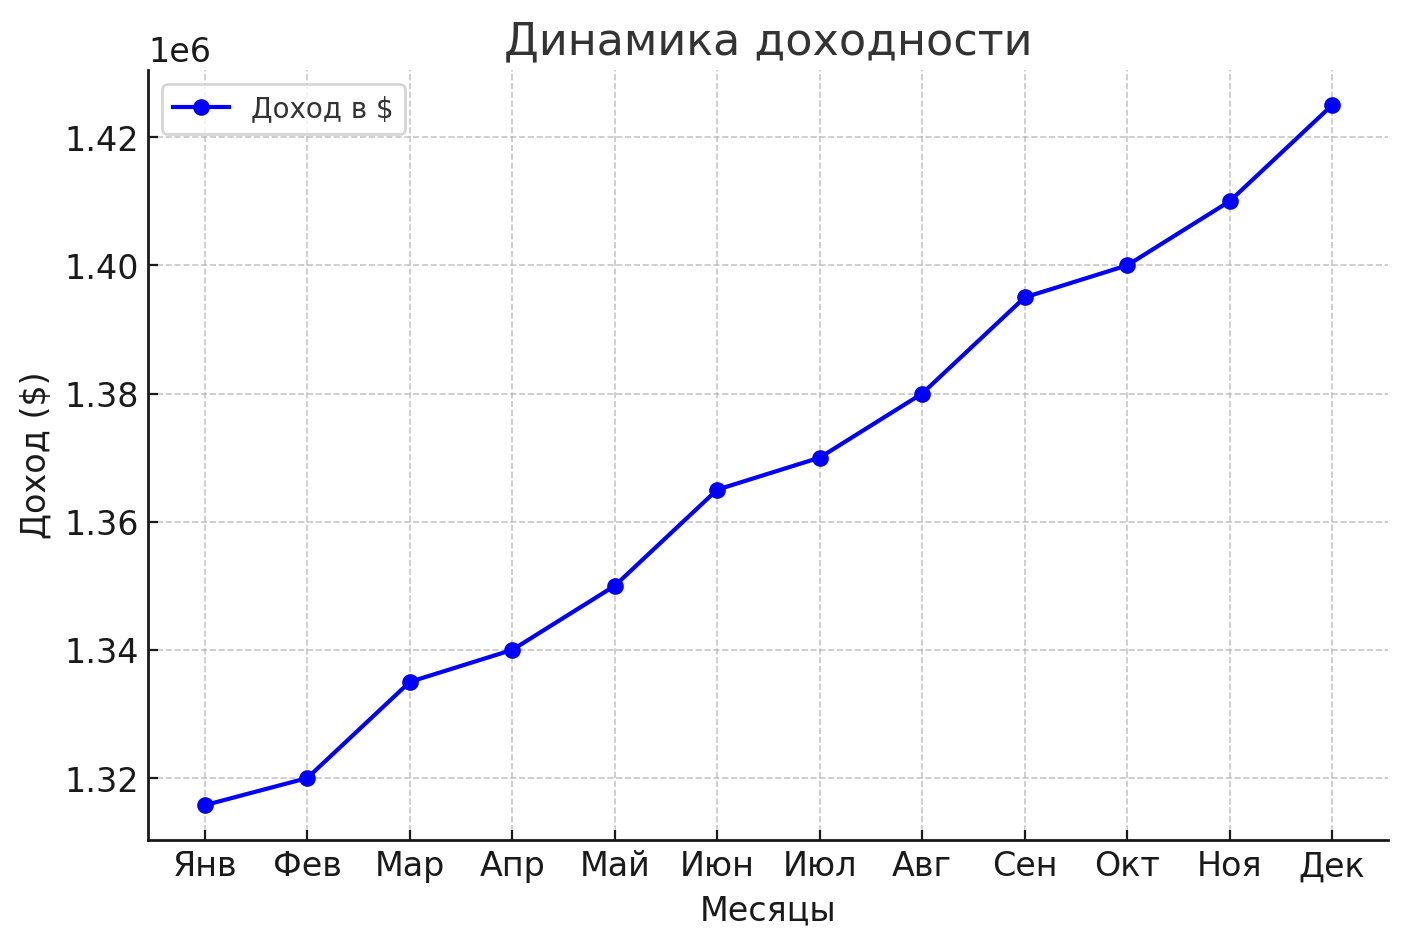 Динамика доходности
1e6
Доход в $
1.42
1.40
1.38
1.36
1.34
1.32
Доход ($)
Янв Фев Мар Апр Май Июн Июл Авг Сен Окт Ноя Дек
Месяцы